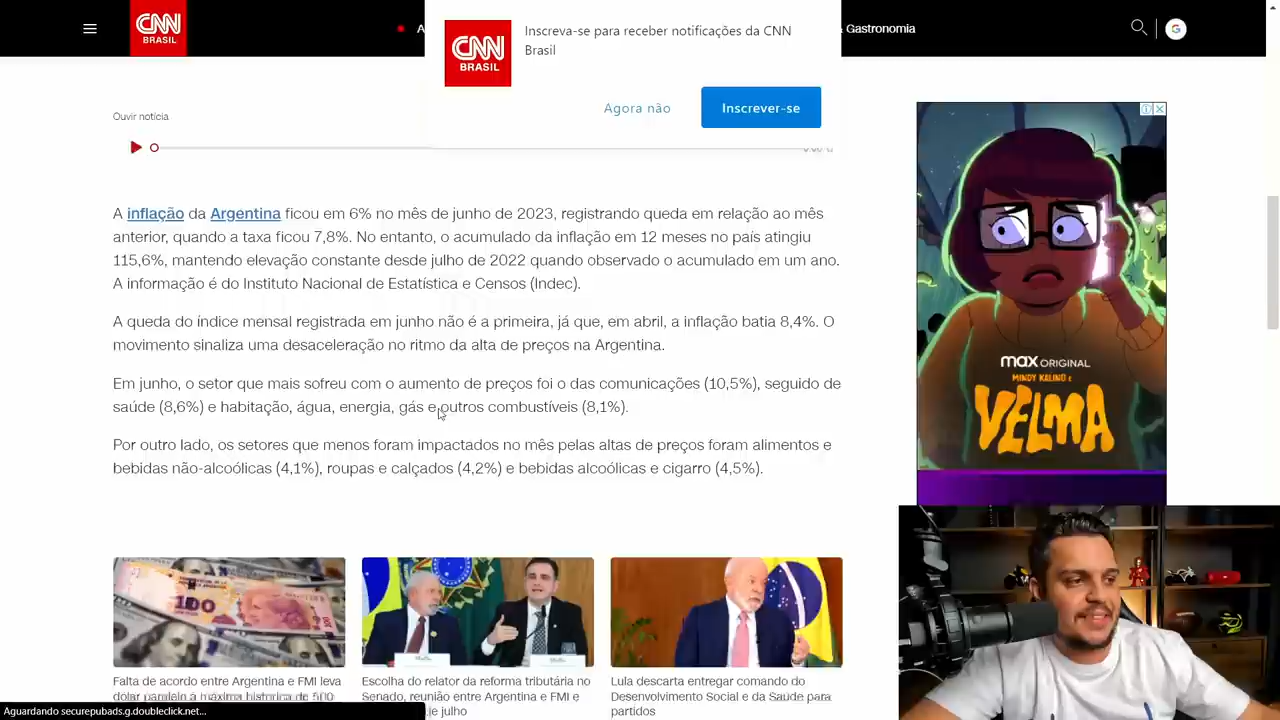 CNN
BRASIL
A
CNN
BRASIL
Inscreva-se para receber notificações da CNN
Brasil
Agora não
Inscrever-se
Gastronomia
G
Ouvir notícia
A inflação da Argentina ficou em 6% no mês de junho de 2023, registrando queda em relação ao mês
anterior, quando a taxa ficou 7,8%. No entanto, o acumulado da inflação em 12 meses no país atingiu
115,6%, mantendo elevação constante desde julho de 2022 quando observado o acumulado em um ano.
A informação é do Instituto Nacional de Estatística e Censos (Indec).
A queda do índice mensal registrada em junho não é a primeira, já que, em abril, a inflação batia 8,4%. O
movimento sinaliza uma desaceleração no ritmo da alta de preços na Argentina.
Em junho, o setor que mais sentiu com o aumento de preços foi o das comunicações (10,5%), seguido de
saúde (8,6%) e habitação, água, energia, gás e outros combustíveis (8,1%).
Por outro lado, os setores que menos foram impactados no mês pelas altas de preços foram alimentos e
bebidas não-alcoólicas (4,1%), roupas e calçados (4,2%) e bebidas alcoólicas e cigarro (4,5%).
max ORIGINAL
MINDY KALING É
VELMA
100
Falta de acordo entre Argentina e FMI leva
dólar paralelo a máxima histórica de 500
Escolha do relator da reforma tributária no
Senado, reunião entre Argentina e FMI e
je julho
Lula descarta entregar comando do
Desenvolvimento Social e da Saúde para
partidos
Aguardando securepubads.g.doubleclick.net...